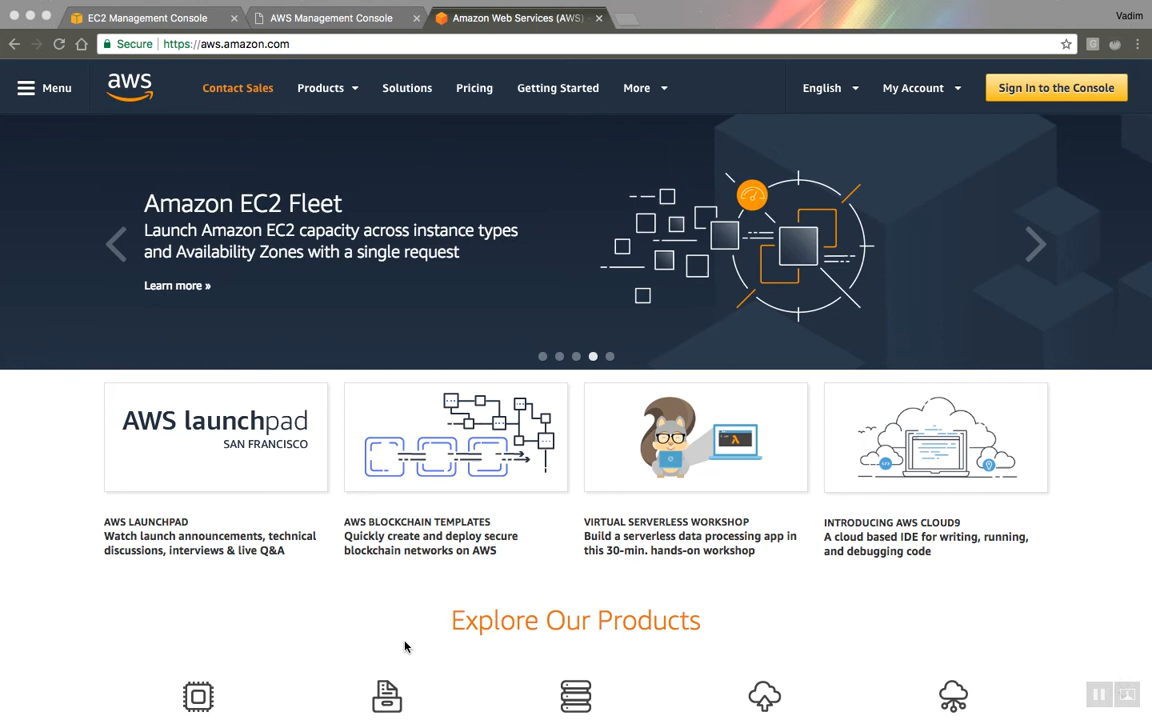 EC2 Management Console
AWS Management Console
Amazon Web Services (AWS)
Vadim
Secure
https://aws.amazon.com
Menu
aws
Contact Sales
Products
Solutions
Pricing
Getting Started
More
English
My Account
Sign In to the Console
Amazon EC2 Fleet
Launch Amazon EC2 capacity across instance types
and Availability Zones with a single request
Learn more »
AWS launchpad
SAN FRANCISCO
AWS LAUNCHPAD
Watch launch announcements, technical
discussions, interviews & live Q&A
AWS BLOCKCHAIN TEMPLATES
Quickly create and deploy secure
blockchain networks on AWS
VIRTUAL SERVERLESS WORKSHOP
Build a serverless data processing app in
this 30-min. hands-on workshop
INTRODUCING AWS CLOUD9
A cloud based IDE for writing, running,
and debugging code
Explore Our Products